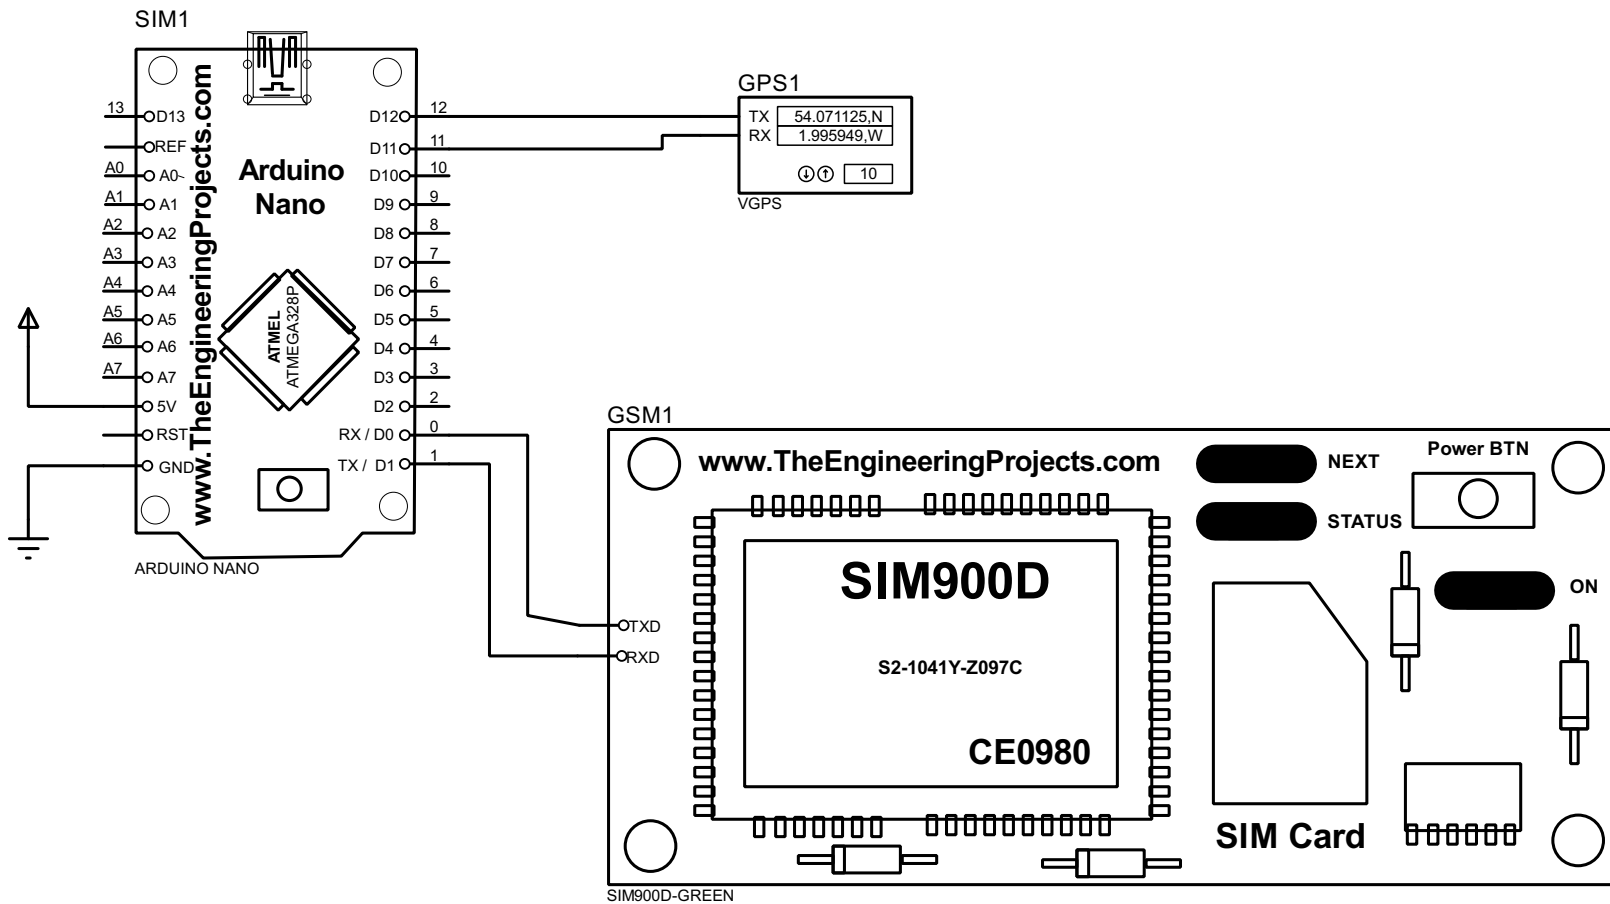 SIM1
www.TheEngineeringProjects.com
Arduino
Nano
ATMEL
ATMEGA328P
13 D13
REF
A0 A0~
A1 A1
A2 A2
A3 A3
A4 A4
A5 A5
A6 A6
A7 A7
5V
RST
GND
D12 12
D11 11
D10 10
D9 9
D8 8
D7 7
D6 6
D5 5
D4 4
D3 3
D2 2
RX / D0 0
TX / D1 1
ARDUINO NANO
GPS1
TX 54.071125,N
RX 1.995949,W
10
VGPS
GSM1
www.TheEngineeringProjects.com
NEXT
STATUS
Power BTN
ON
TXD
RXD
SIM900D
S2-1041Y-Z097C
CE0980
SIM Card
SIM900D-GREEN